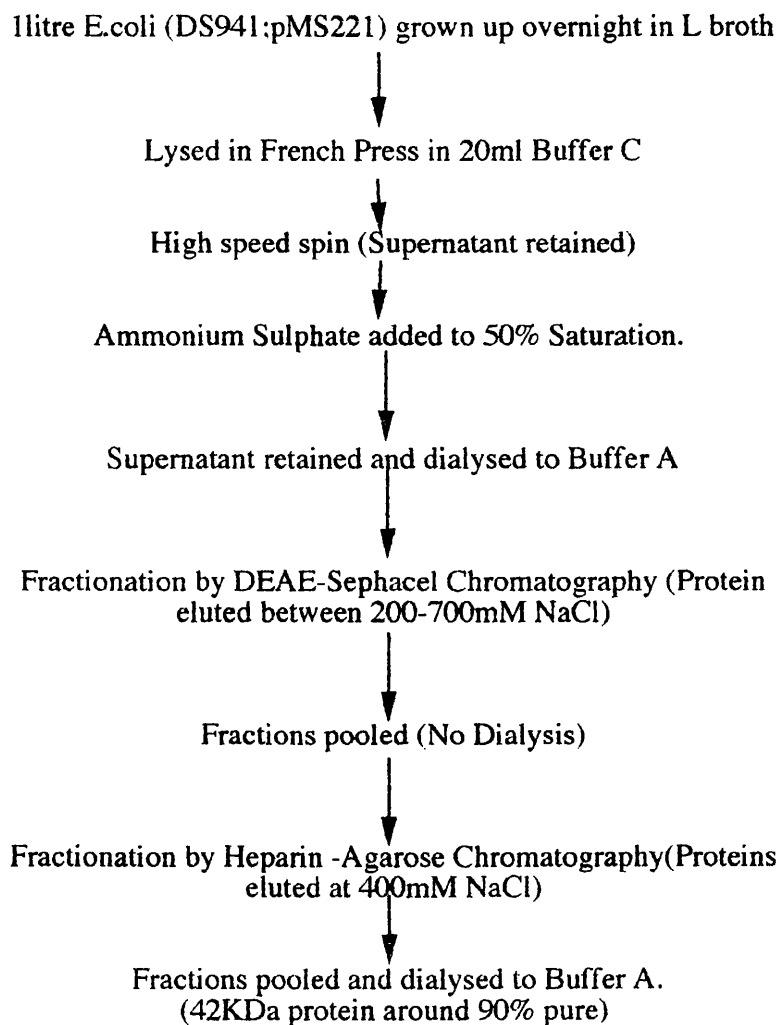 1litre E.coli (DS941:pMS221) grown up overnight in L broth
Lysed in French Press in 20ml Buffer C
High speed spin (Supernatant retained)
Ammonium Sulphate added to 50% Saturation.
Supernatant retained and dialysed to Buffer A
Fractionation by DEAE-Sephacel Chromatography (Protein
eluted between 200-700mM NaCl)
Fractions pooled (No Dialysis)
Fractionation by Heparin -Agarose Chromatography(Proteins
eluted at 400mM NaCl)
Fractions pooled and dialysed to Buffer A.
(42KDa protein around 90% pure)